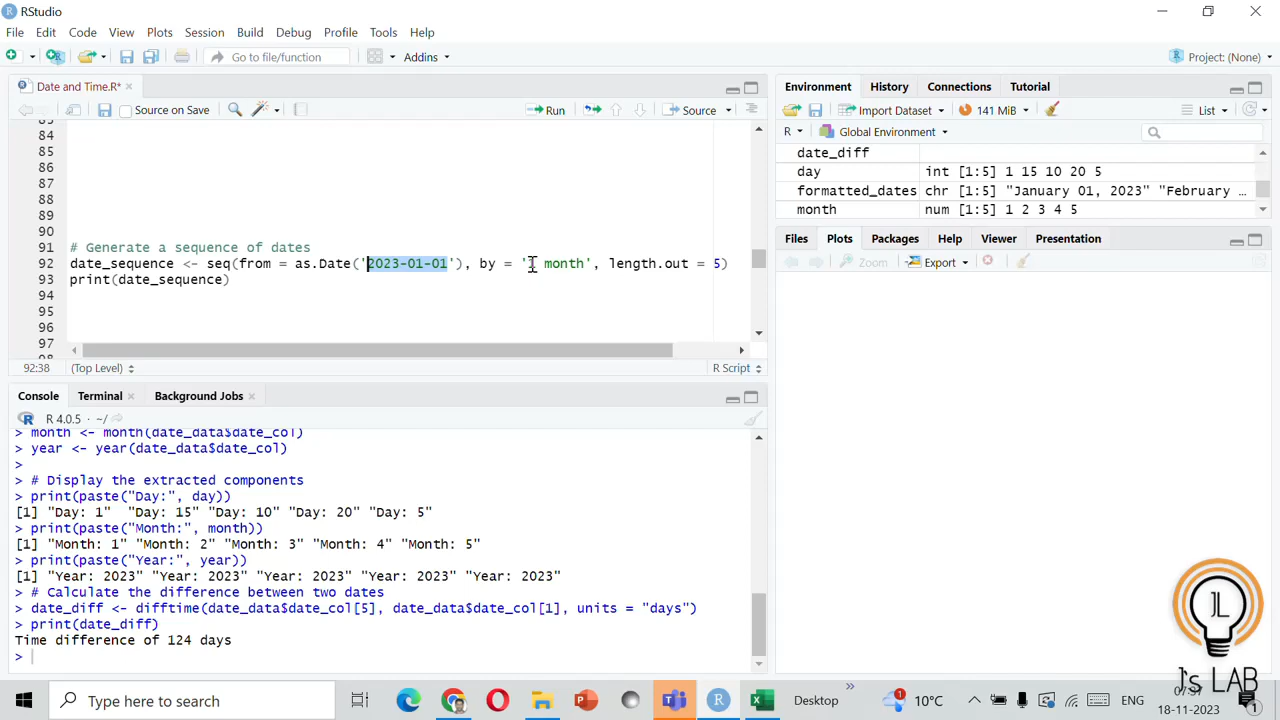 RStudio
File Edit Code View Plots Session Build Debug Profile Tools Help
Go to file/function Addins Project: (None)
Date and Time.R*
Source on Save Run Source
84
85
86
87
88
89
90
91 # Generate a sequence of dates
92 date_sequence <- seq(from = as.Date('2023-01-01'), by = ' month', length.out = 5)
93 print(date_sequence)
94
95
96
97
92:38 (Top Level) R Script
Console Terminal Background Jobs
R 4.0.5 · ~/
> month <- month(date_data$date_col)
> year <- year(date_data$date_col)
>
> # Display the extracted components
> print(paste("Day:", day))
[1] "Day: 1" "Day: 15" "Day: 10" "Day: 20" "Day: 5"
> print(paste("Month:", month))
[1] "Month: 1" "Month: 2" "Month: 3" "Month: 4" "Month: 5"
> print(paste("Year:", year))
[1] "Year: 2023" "Year: 2023" "Year: 2023" "Year: 2023" "Year: 2023"
> # Calculate the difference between two dates
> date_diff <- difftime(date_data$date_col[5], date_data$date_col[1], units = "days")
> print(date_diff)
Time difference of 124 days
>
Environment History Connections Tutorial
Import Dataset 141 MiB List
R Global Environment
date_diff
day int [1:5] 1 15 10 20 5
formatted_dates chr [1:5] "January 01, 2023" "February ...
month num [1:5] 1 2 3 4 5
Files Plots Packages Help Viewer Presentation
Zoom Export
JL
J's LAB
Type here to search
Desktop
10°C
ENG
18-11-2023